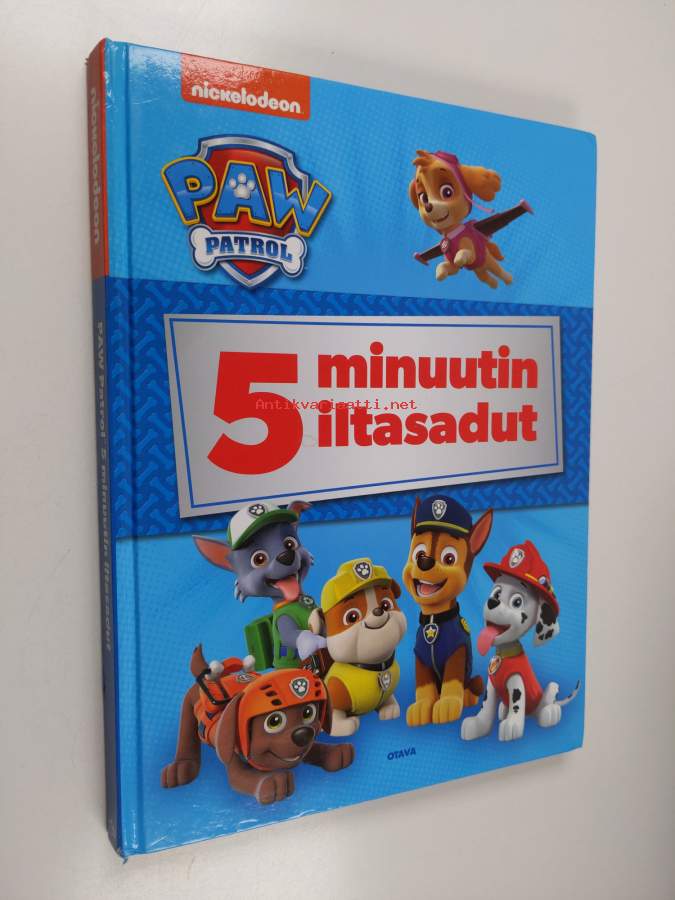 nickelodeon
PAW
PATROL
5 minuutin
iltasadut
Antikvariaatti.net
OTAVA
nickelodeon
PAW Patrol 5 minuutin iltasadut